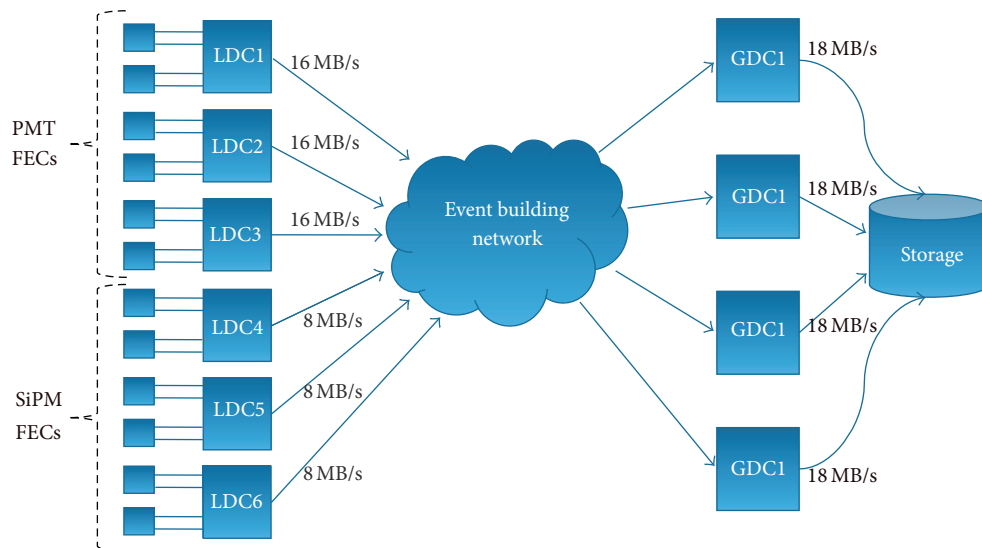 PMT
FECs
SiPM
FECs
LDC1
LDC2
LDC3
LDC4
LDC5
LDC6
16 MB/s
16 MB/s
16 MB/s
8 MB/s
8 MB/s
8 MB/s
Event building
network
GDC1
GDC1
GDC1
GDC1
18 MB/s
18 MB/s
18 MB/s
18 MB/s
Storage